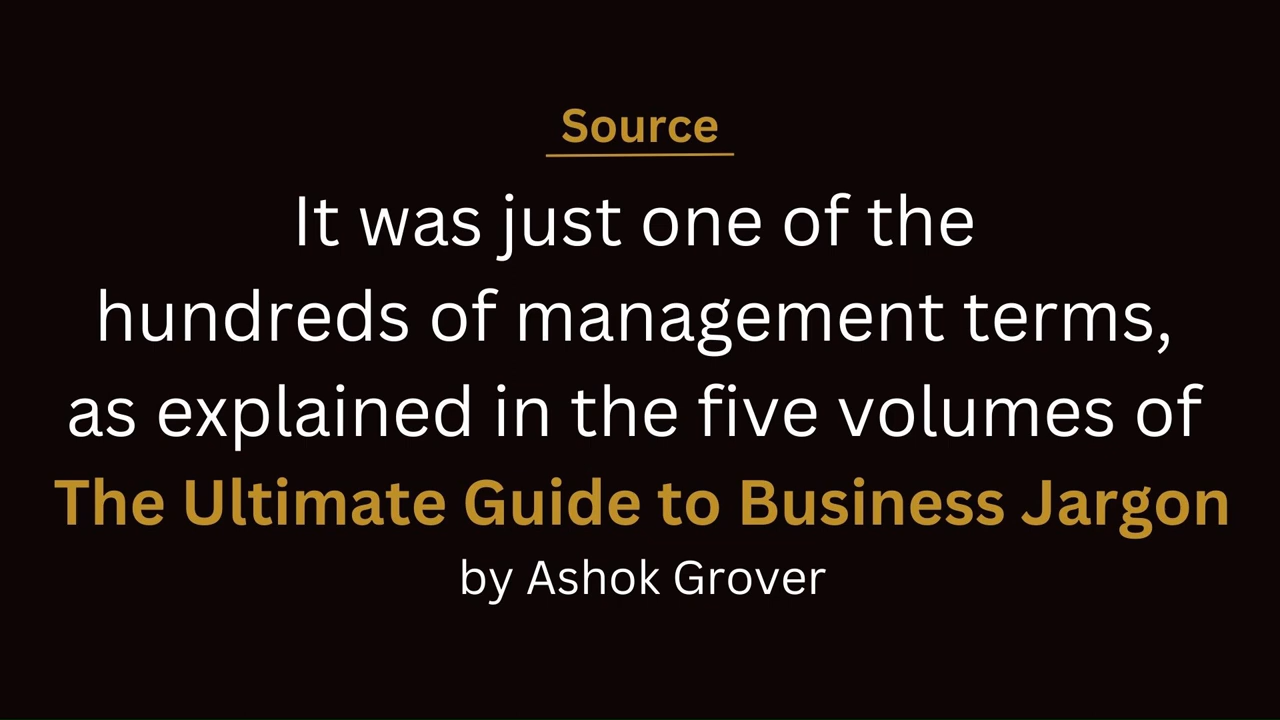 Source
It was just one of the
hundreds of management terms,
as explained in the five volumes of
The Ultimate Guide to Business Jargon
by Ashok Grover